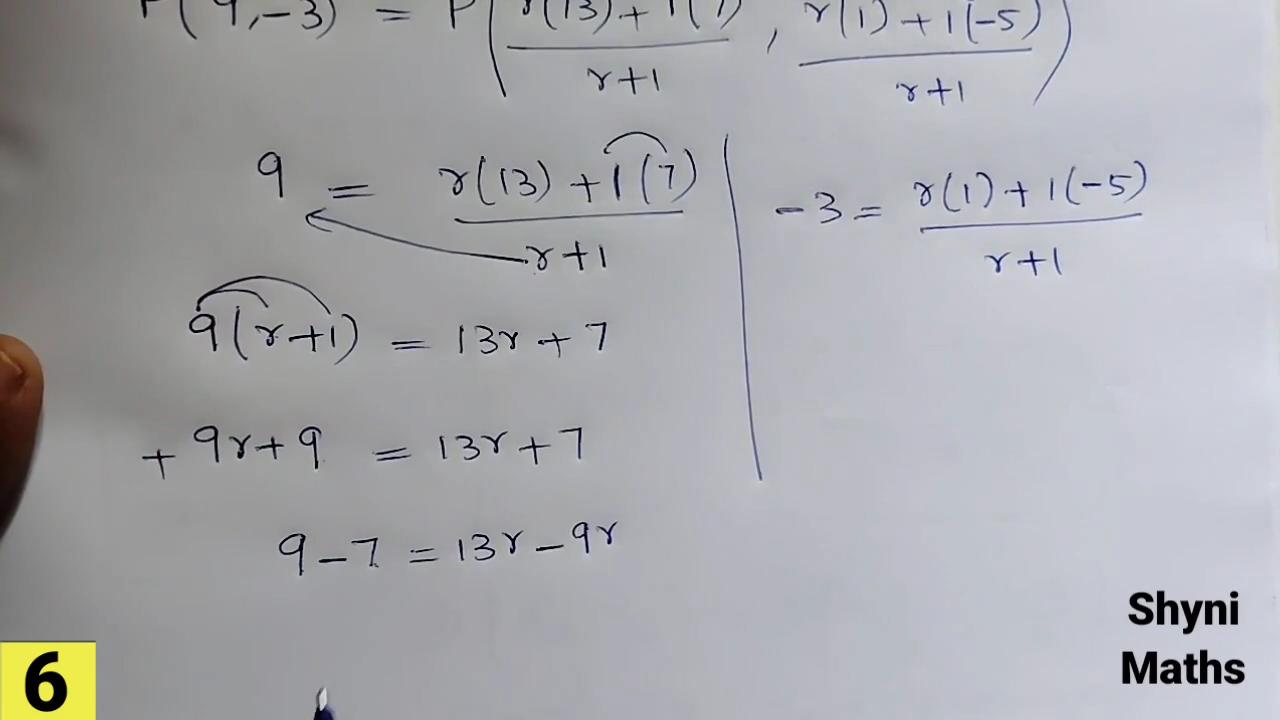 P(9,-3) = P(r(13)+1(7)/r+1 , r(1)+1(-5)/r+1)
9 = r(13)+1(7)/r+1
-3 = r(1)+1(-5)/r+1
9(r+1) = 13r+7
+ 9r+9 = 13r+7
9-7 = 13r-9r
Shyni
Maths
6